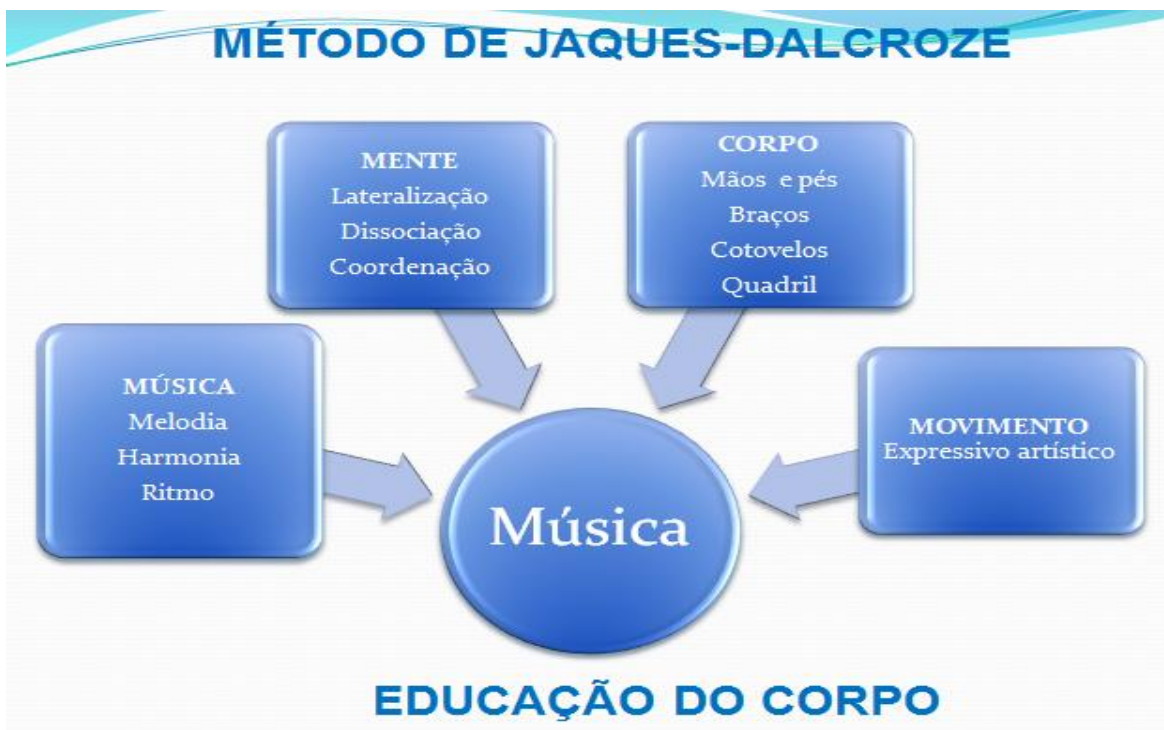 MÉTODO DE JAQUES-DALCROZE
MENTE
Lateralização
Dissociação
Coordenação
CORPO
Mãos e pés
Braços
Cotovelos
Quadril
MÚSICA
Melodia
Harmonia
Ritmo
MOVIMENTO
Expressivo artístico
Música
EDUCAÇÃO DO CORPO